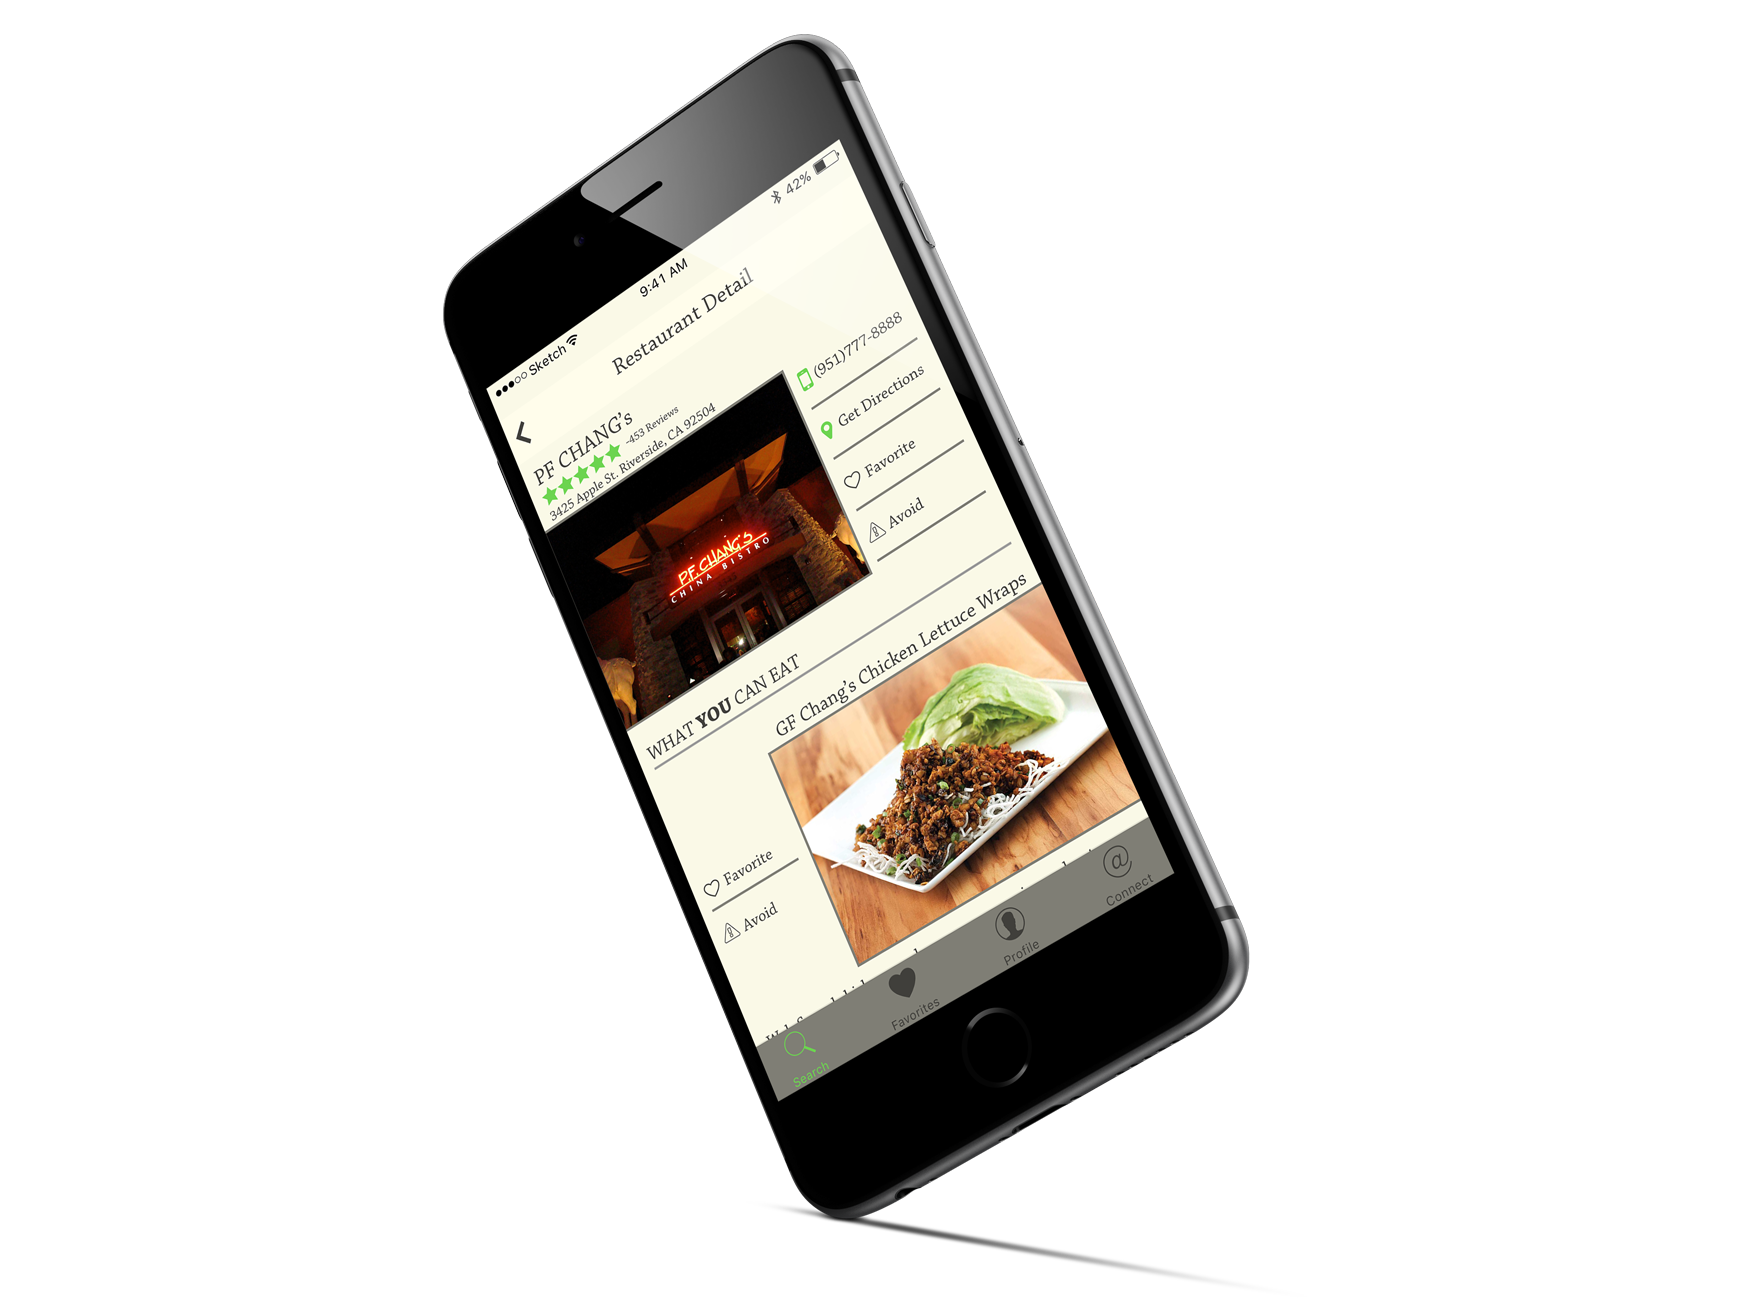 Sketch
9:41 AM
42%
Restaurant Detail
PF CHANG's
~453 Reviews
3425 Apple St. Riverside, CA 92504
(951)777-8888
Get Directions
Favorite
Avoid
P.F. CHANG'S
CHINA BISTRO
WHAT YOU CAN EAT
GF Chang's Chicken Lettuce Wraps
Favorite
Avoid
Search
Favorites
Profile
Connect